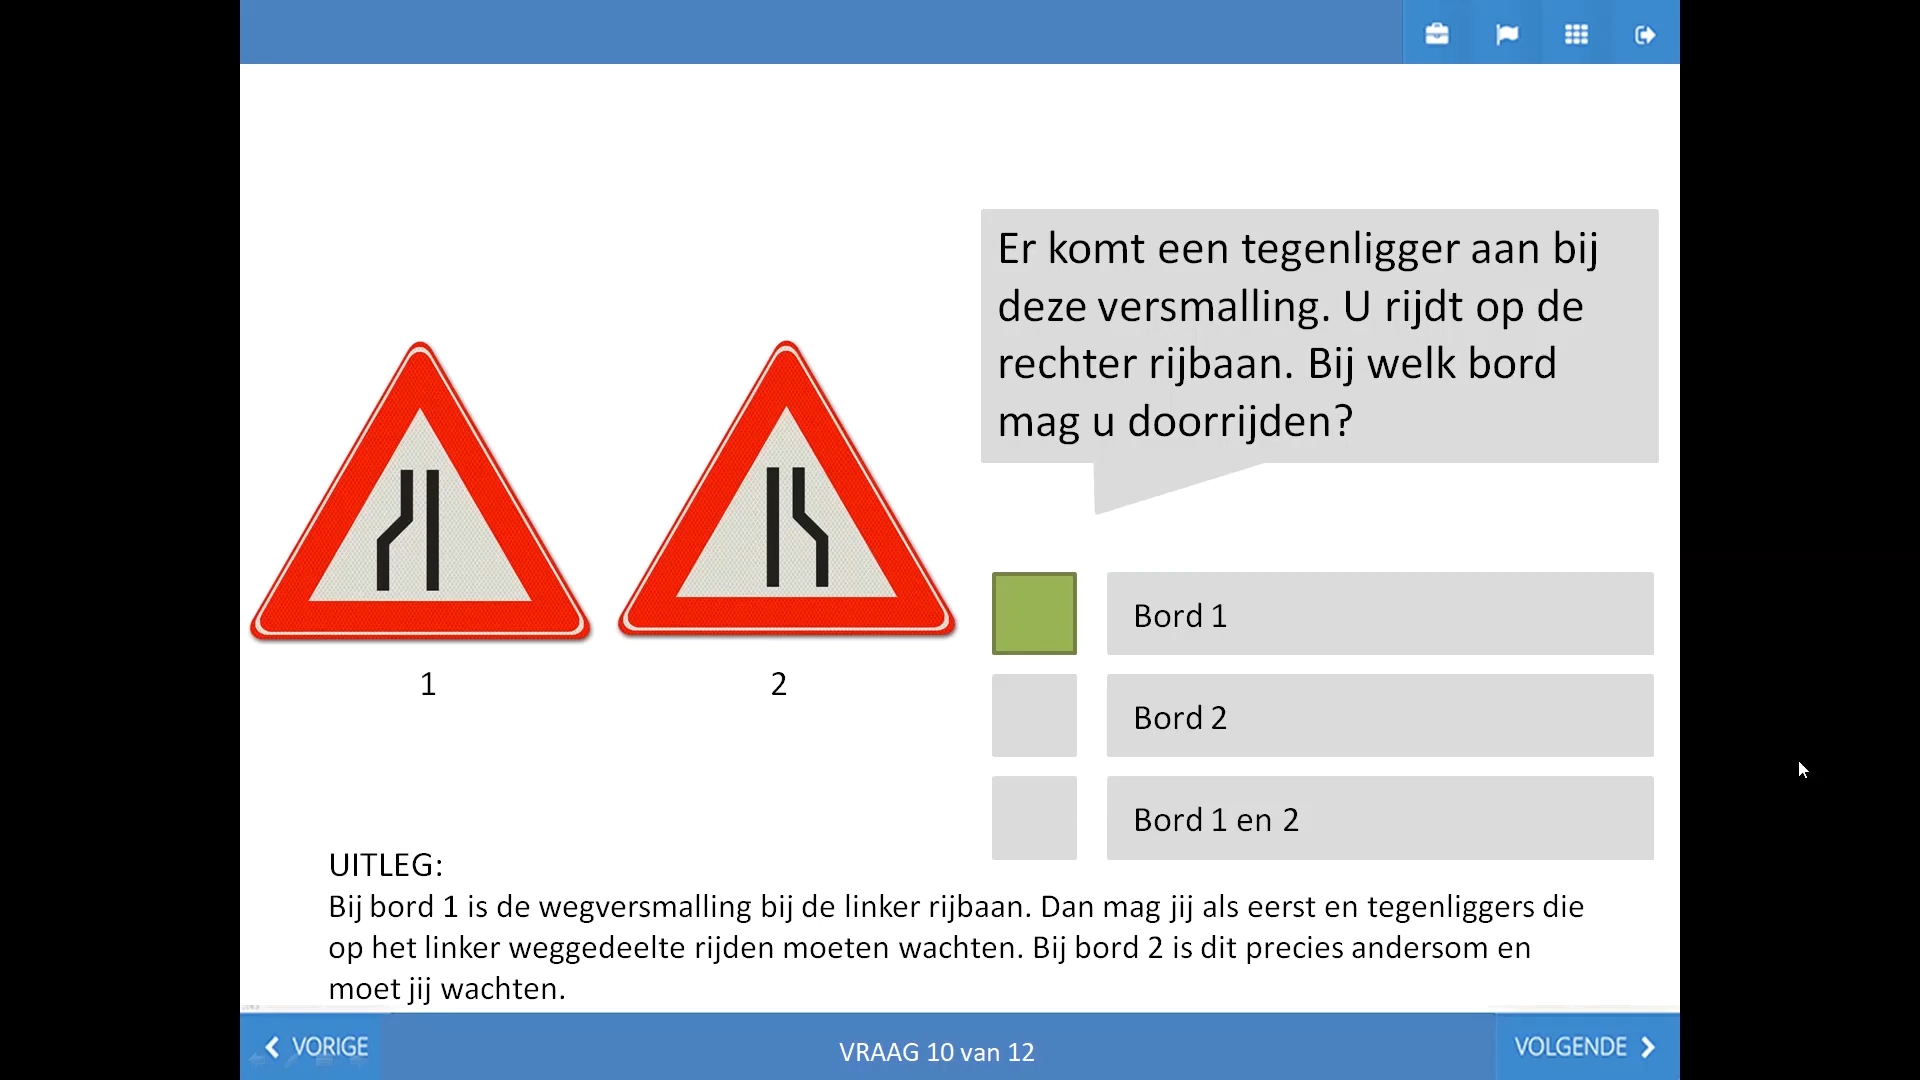 Er komt een tegenligger aan bij
deze versmalling. U rijdt op de
rechter rijbaan. Bij welk bord
mag u doorrijden?
1
2
Bord 1
Bord 2
Bord 1 en 2
UITLEG:
Bij bord 1 is de wegversmalling bij de linker rijbaan. Dan mag jij als eerst en tegenliggers die
op het linker weggedeelte rijden moeten wachten. Bij bord 2 is dit precies andersom en
moet jij wachten.
VORIGE
VRAAG 10 van 12
VOLGENDE